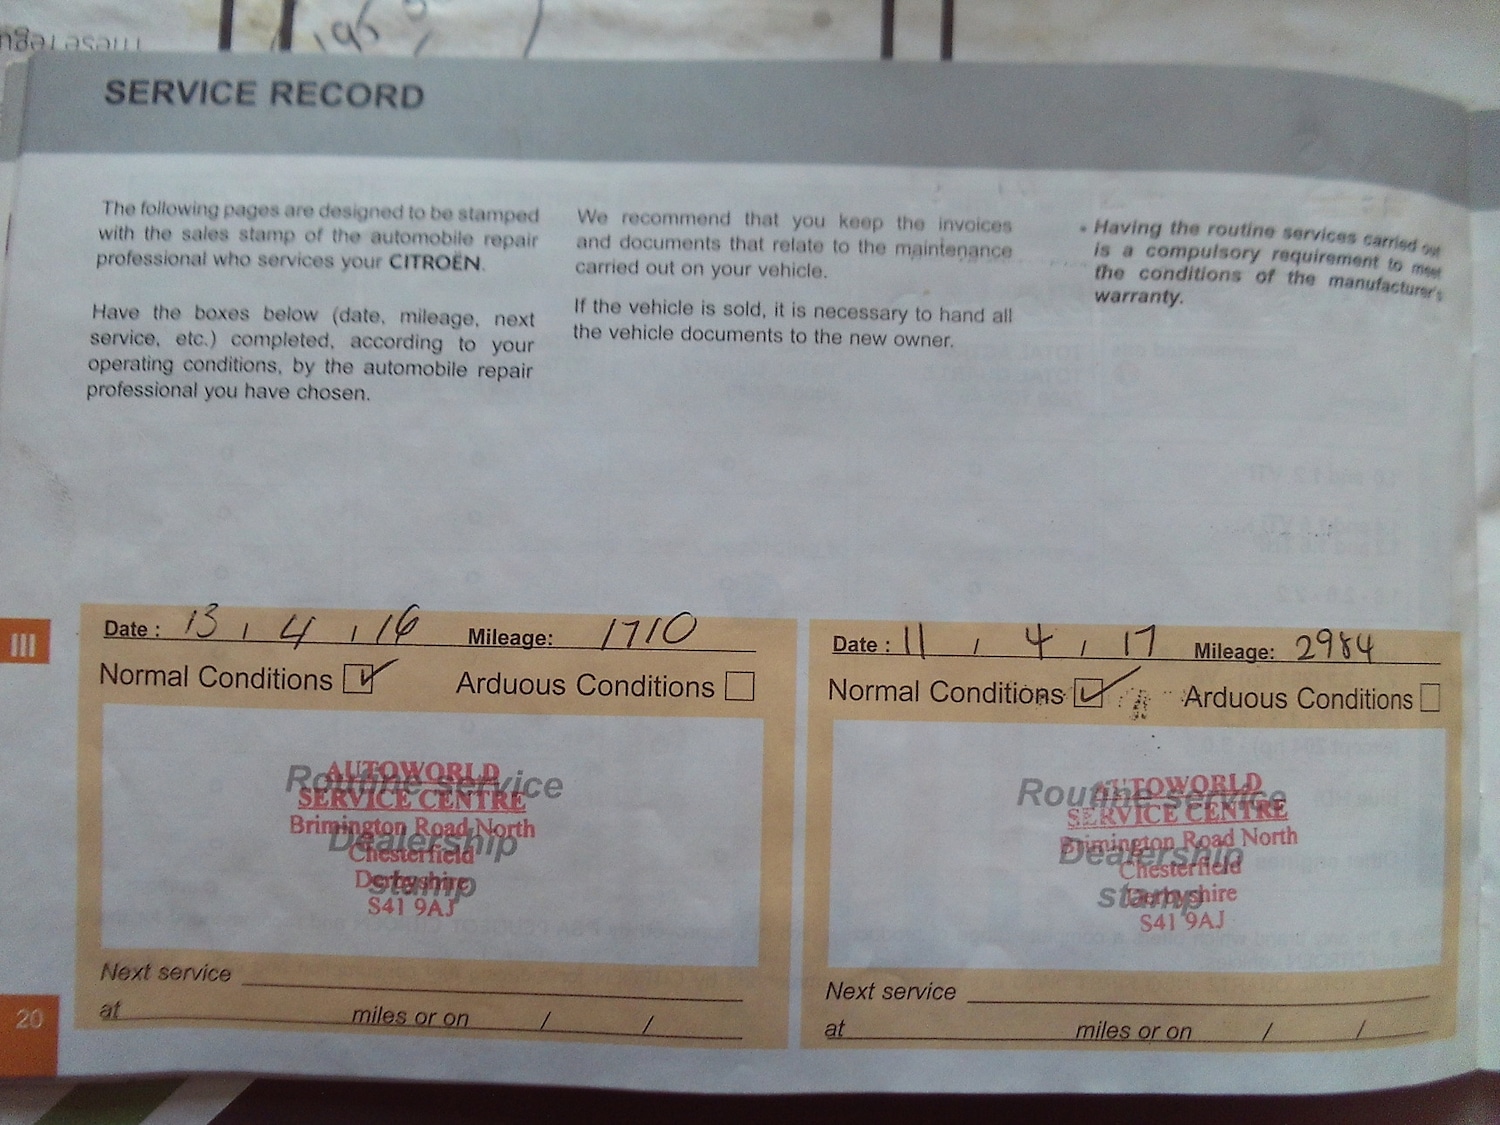 SERVICE RECORD
The following pages are designed to be stamped
with the sales stamp of the automobile repair
professional who services your CITROËN.
Have the boxes below (date, mileage, next
service, etc.) completed, according to your
operating conditions, by the automobile repair
professional you have chosen.
We recommend that you keep the invoices
and documents that relate to the maintenance
carried out on your vehicle.
If the vehicle is sold, it is necessary to hand all
the vehicle documents to the new owner.
• Having the routine services carried out
is a compulsory requirement to meet
the conditions of the manufacturer's
warranty.
III
Date : 13 / 4 / 16 Mileage: 1710
Normal Conditions ✓ Arduous Conditions
Routine service
Dealership
stamp
AUTOWORLD
SERVICE CENTRE
Brimington Road North
Chesterfield
Derbyshire
S41 9AJ
Next service
at miles or on / /
Date : 11 / 4 / 17 Mileage: 2984
Normal Conditions ✓ Arduous Conditions
Routine service
Dealership
stamp
AUTOWORLD
SERVICE CENTRE
Brimington Road North
Chesterfield
Derbyshire
S41 9AJ
Next service
at miles or on / /
20